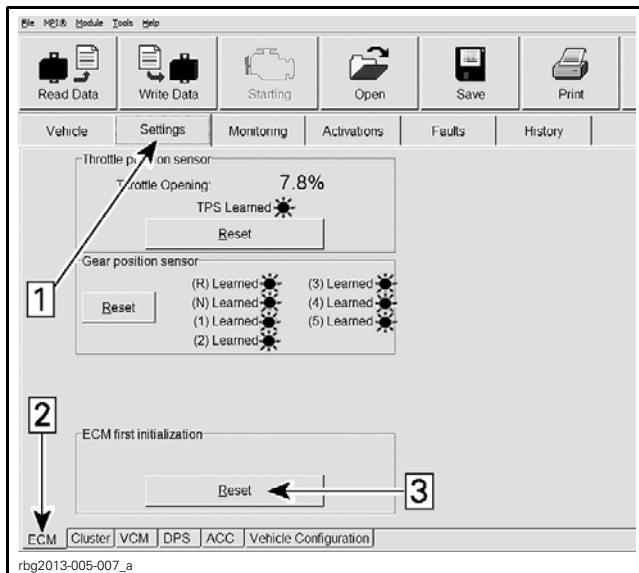 File MPI® Module Tools Help
Read Data Write Data Starting Open Save Print
Vehicle Settings Monitoring Activations Faults History
Throttle position sensor
Throttle Opening: 7.8%
TPS Learned
Reset
Gear position sensor
(R) Learned (3) Learned
Reset (N) Learned (4) Learned
(1) Learned (5) Learned
(2) Learned
1
2
ECM first initialization
Reset 3
ECM Cluster VCM DPS ACC Vehicle Configuration
rbg2013-005-007_a